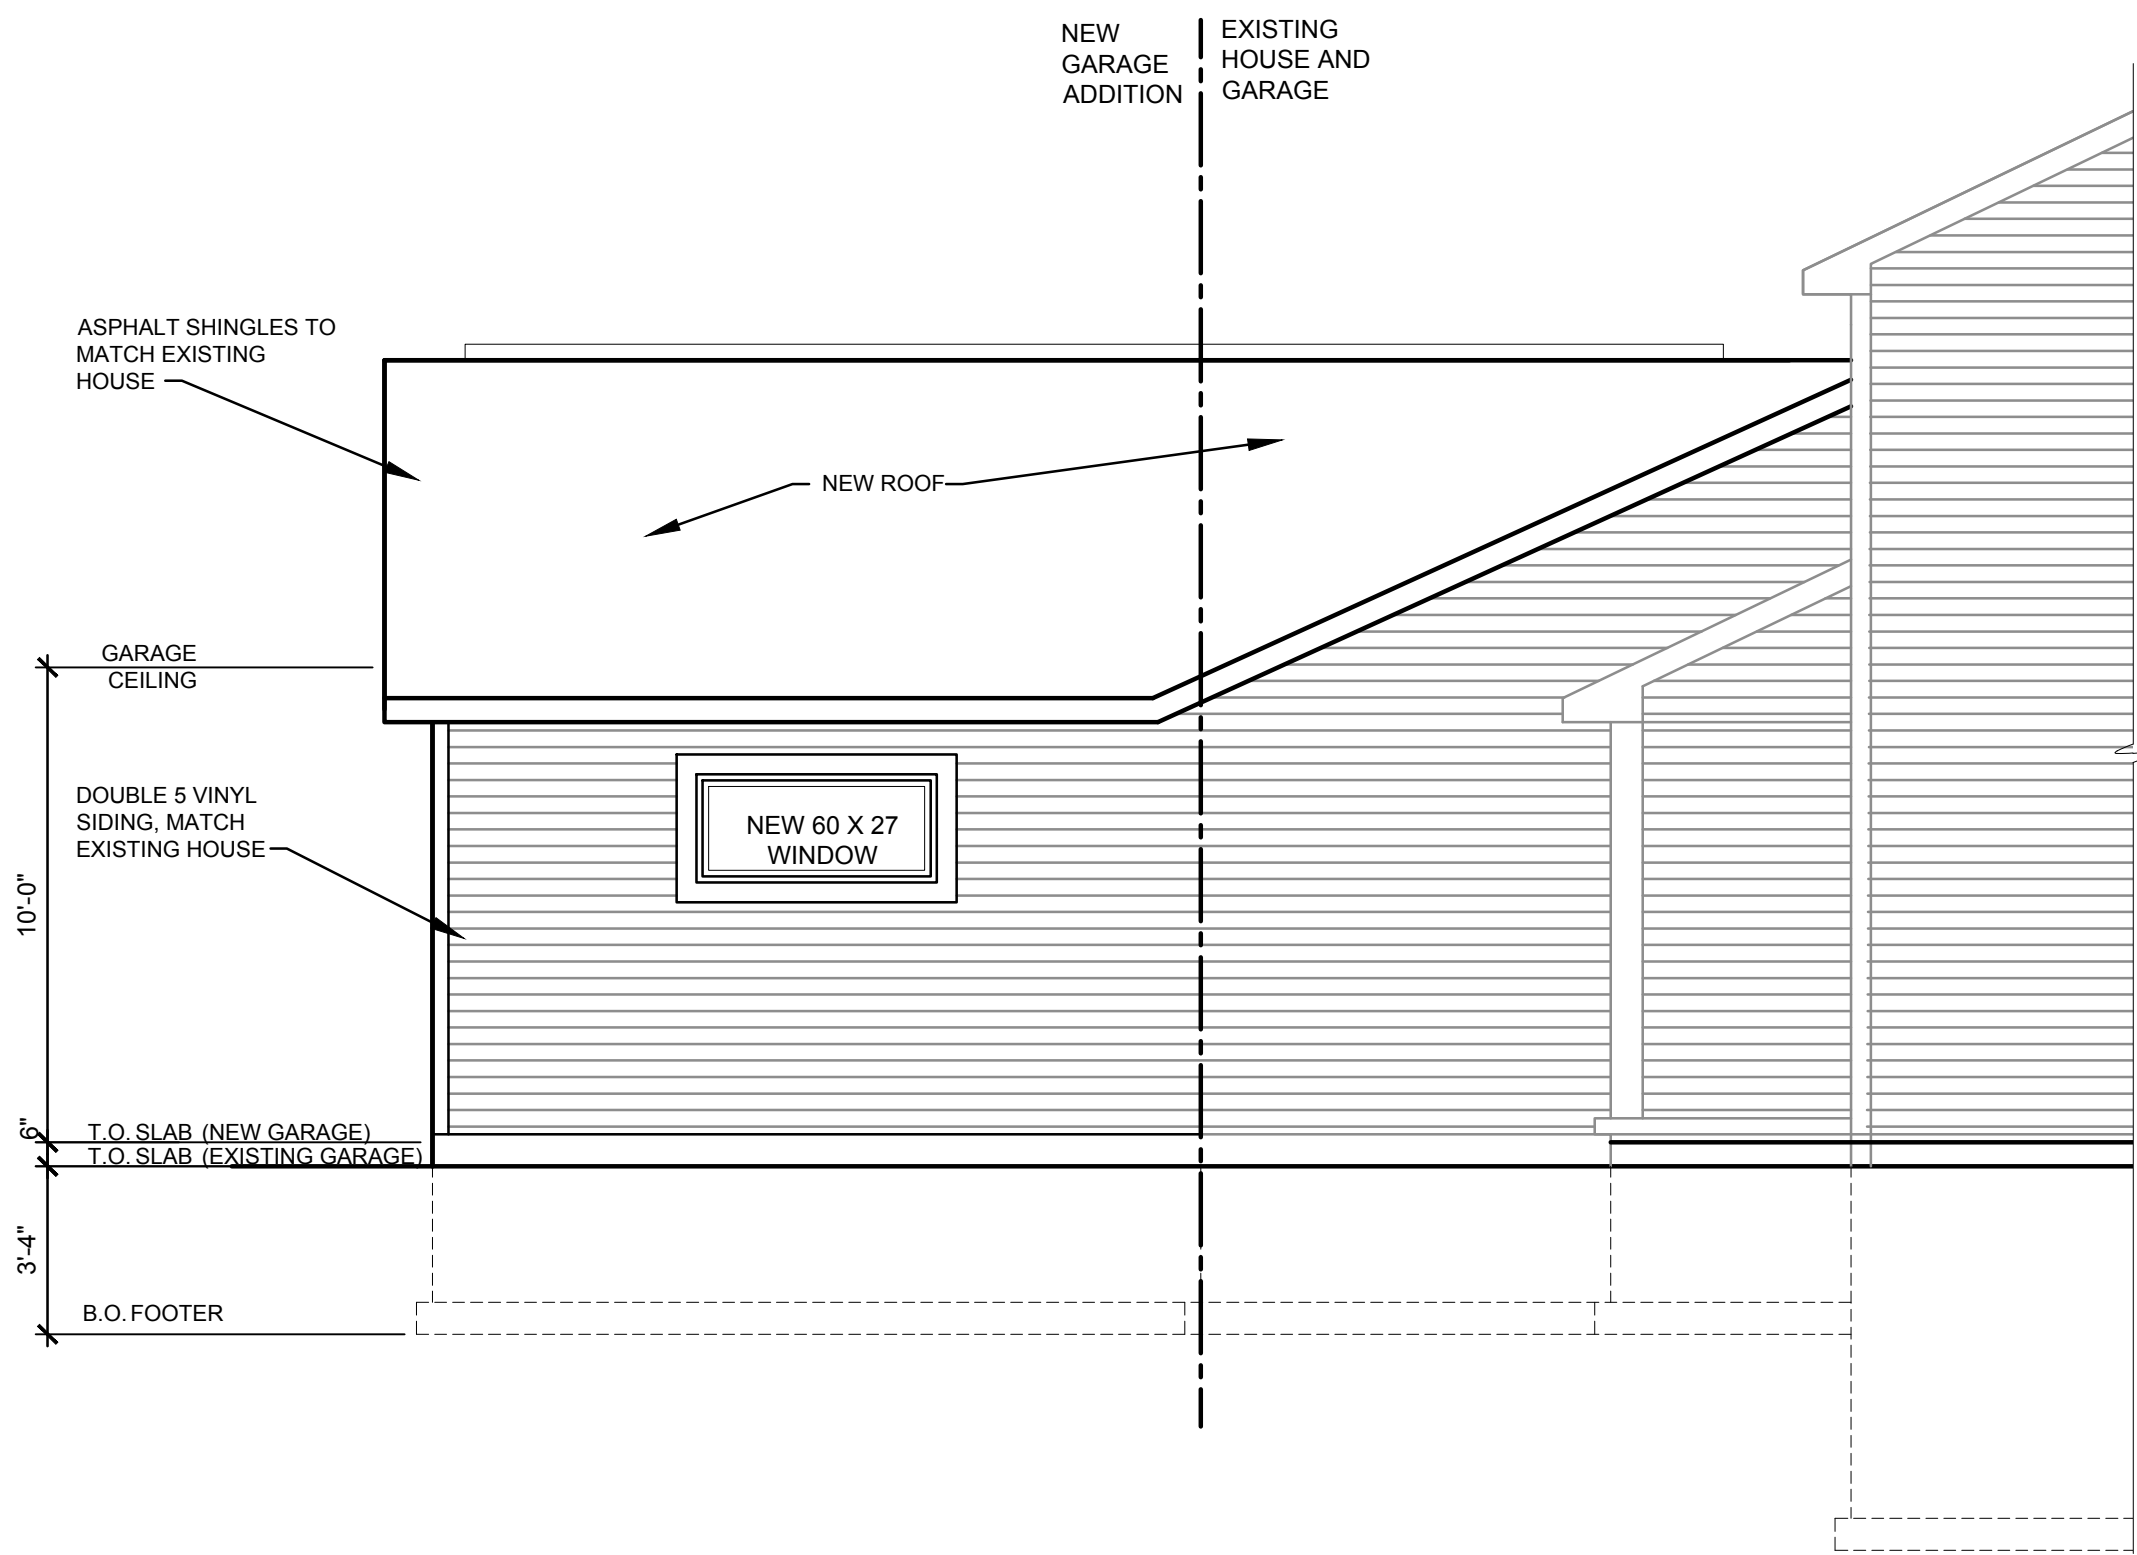 NEW
GARAGE
ADDITION
EXISTING
HOUSE AND
GARAGE
ASPHALT SHINGLES TO
MATCH EXISTING
HOUSE
NEW ROOF
GARAGE
CEILING
DOUBLE 5 VINYL
SIDING, MATCH
EXISTING HOUSE
NEW 60 X 27
WINDOW
10'-0"
6"
T.O. SLAB (NEW GARAGE)
T.O. SLAB (EXISTING GARAGE)
3'-4"
B.O. FOOTER